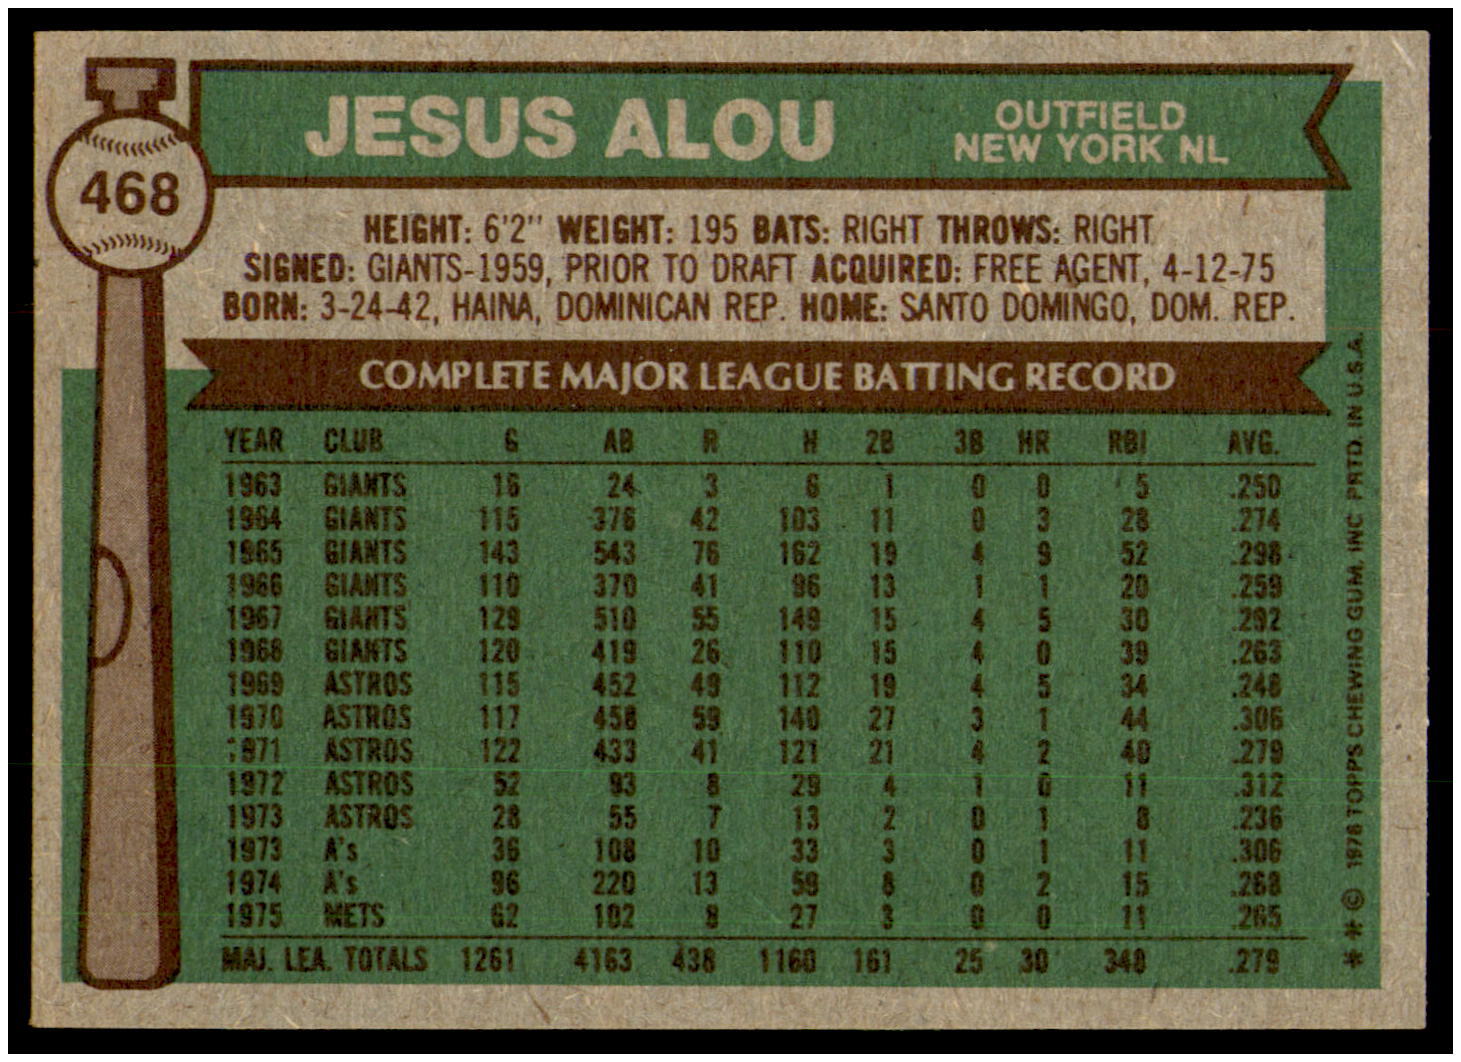 JESUS ALOU
OUTFIELD
NEW YORK NL
468
HEIGHT: 6'2" WEIGHT: 195 BATS: RIGHT THROWS: RIGHT
SIGNED: GIANTS-1959, PRIOR TO DRAFT ACQUIRED: FREE AGENT, 4-12-75
BORN: 3-24-42, HAINA, DOMINICAN REP. HOME: SANTO DOMINGO, DOM. REP.
COMPLETE MAJOR LEAGUE BATTING RECORD
YEAR CLUB G AB R H 2B 3B HR RBI AVG.
1963 GIANTS 16 24 3 6 1 0 0 5 .250
1964 GIANTS 115 376 42 103 11 0 3 28 .274
1965 GIANTS 143 543 76 162 19 4 9 52 .298
1966 GIANTS 110 370 41 96 13 1 1 20 .259
1967 GIANTS 129 510 55 149 15 4 5 30 .292
1968 GIANTS 120 419 26 110 15 4 0 39 .263
1969 ASTROS 115 452 49 112 19 4 5 34 .248
1970 ASTROS 117 458 59 140 27 3 1 44 .306
1971 ASTROS 122 433 41 121 21 4 2 40 .279
1972 ASTROS 52 93 8 29 4 1 0 11 .312
1973 ASTROS 28 55 7 13 2 0 1 8 .236
1973 A's 36 108 10 33 3 0 1 11 .306
1974 A's 96 220 13 59 8 0 2 15 .268
1975 METS 62 102 8 27 3 0 0 11 .265
MAJ. LEA. TOTALS 1261 4163 438 1160 161 25 30 348 .279
** © 1976 TOPPS CHEWING GUM, INC PRTD. IN U.S.A.